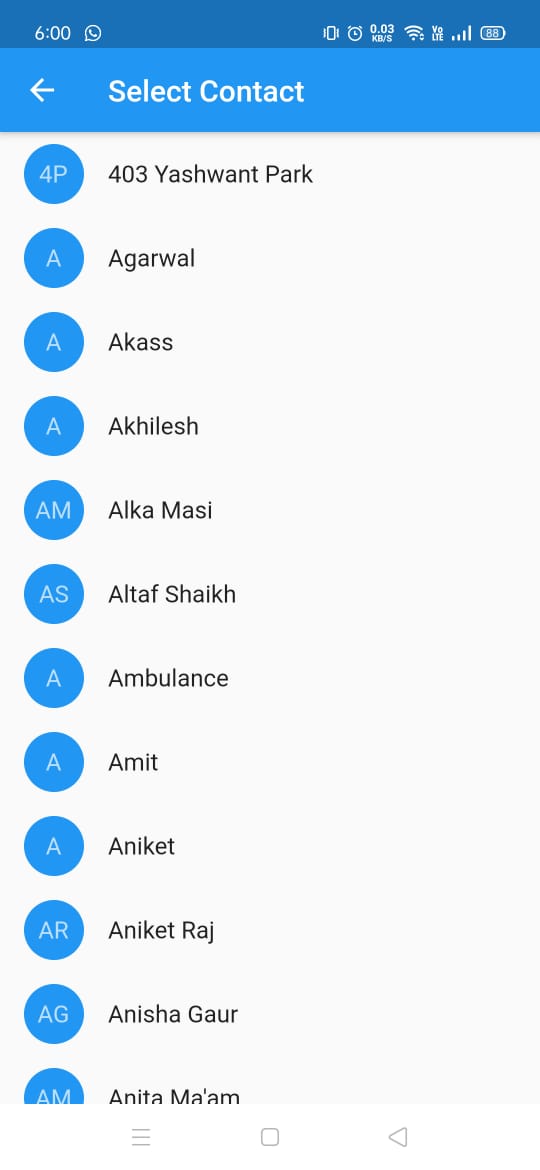 6:00 0.03 KB/S Vo LTE 88
Select Contact
4P 403 Yashwant Park
A Agarwal
A Akass
A Akhilesh
AM Alka Masi
AS Altaf Shaikh
A Ambulance
A Amit
A Aniket
AR Aniket Raj
AG Anisha Gaur
AM Anita Ma'am